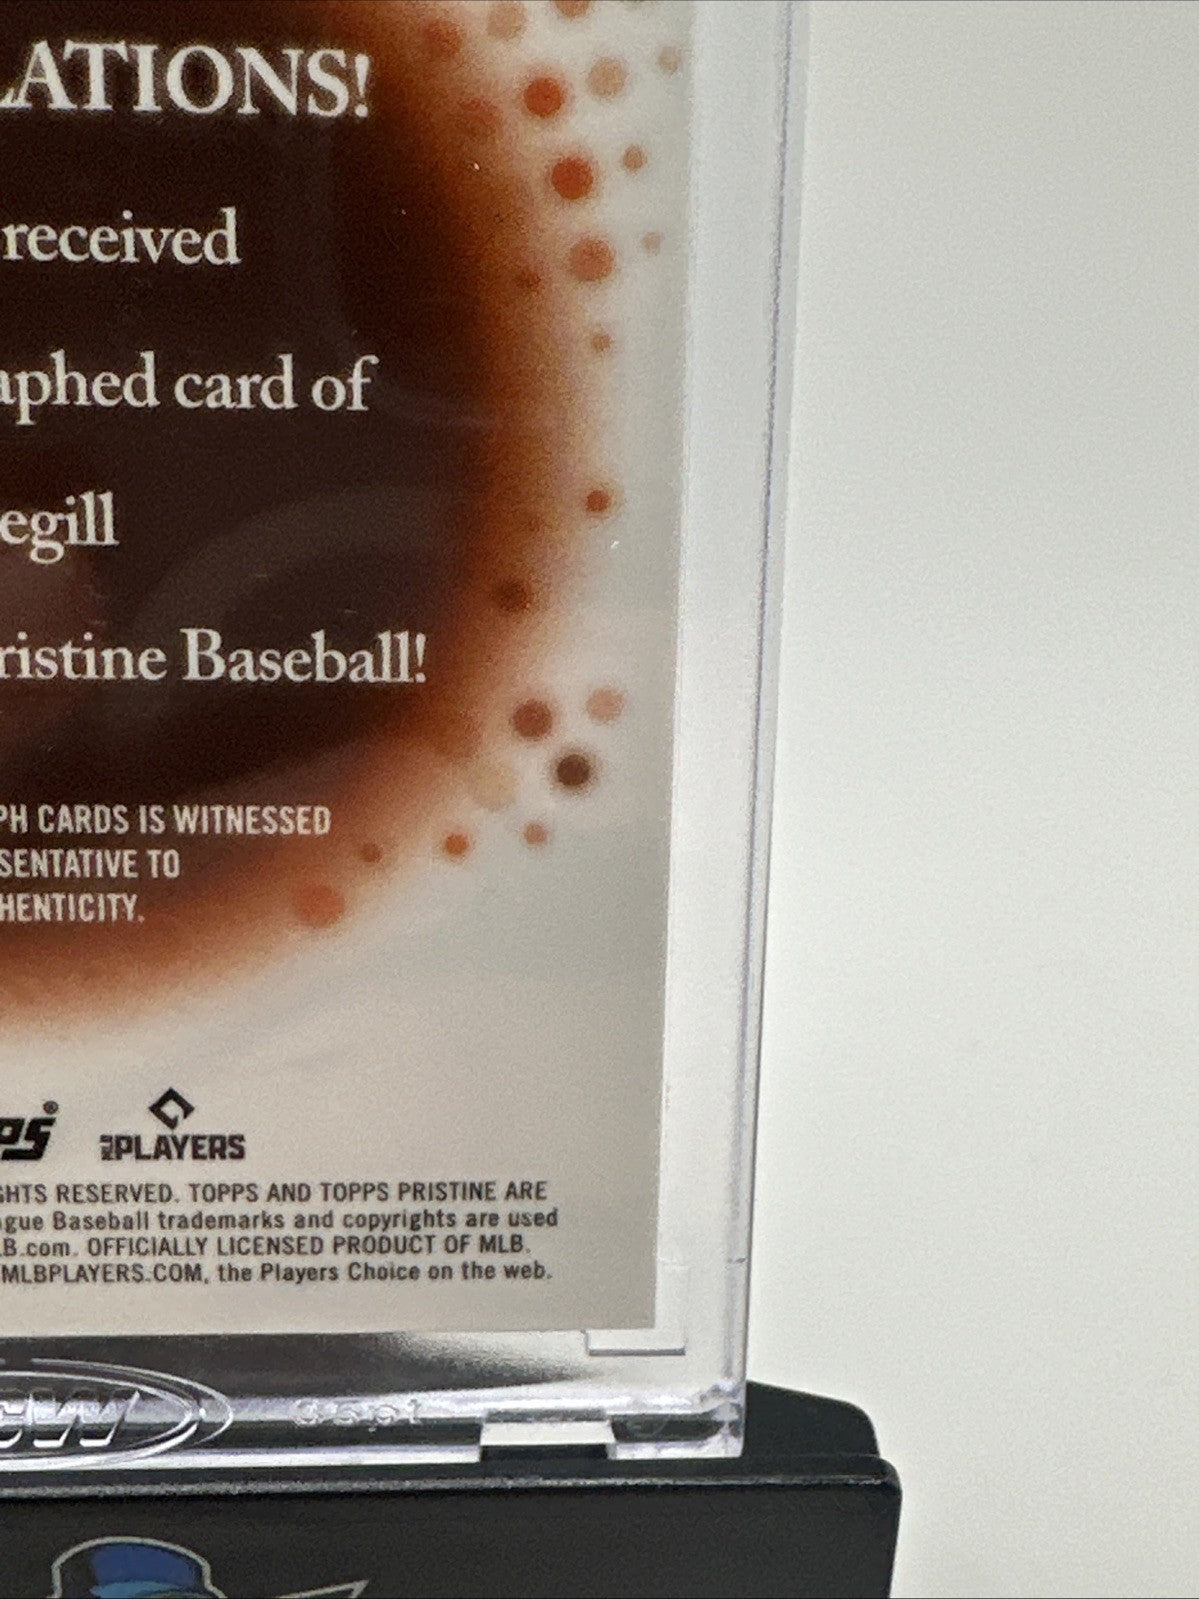 LATIONS!
received
aphed card of
egill
ristine Baseball!
PH CARDS IS WITNESSED
SENTATIVE TO
HENTICITY.
PS®
PLAYERS
GHTS RESERVED. TOPPS AND TOPPS PRISTINE ARE
gue Baseball trademarks and copyrights are used
LB.com. OFFICIALLY LICENSED PRODUCT OF MLB.
MLBPLAYERS.COM, the Players Choice on the web.